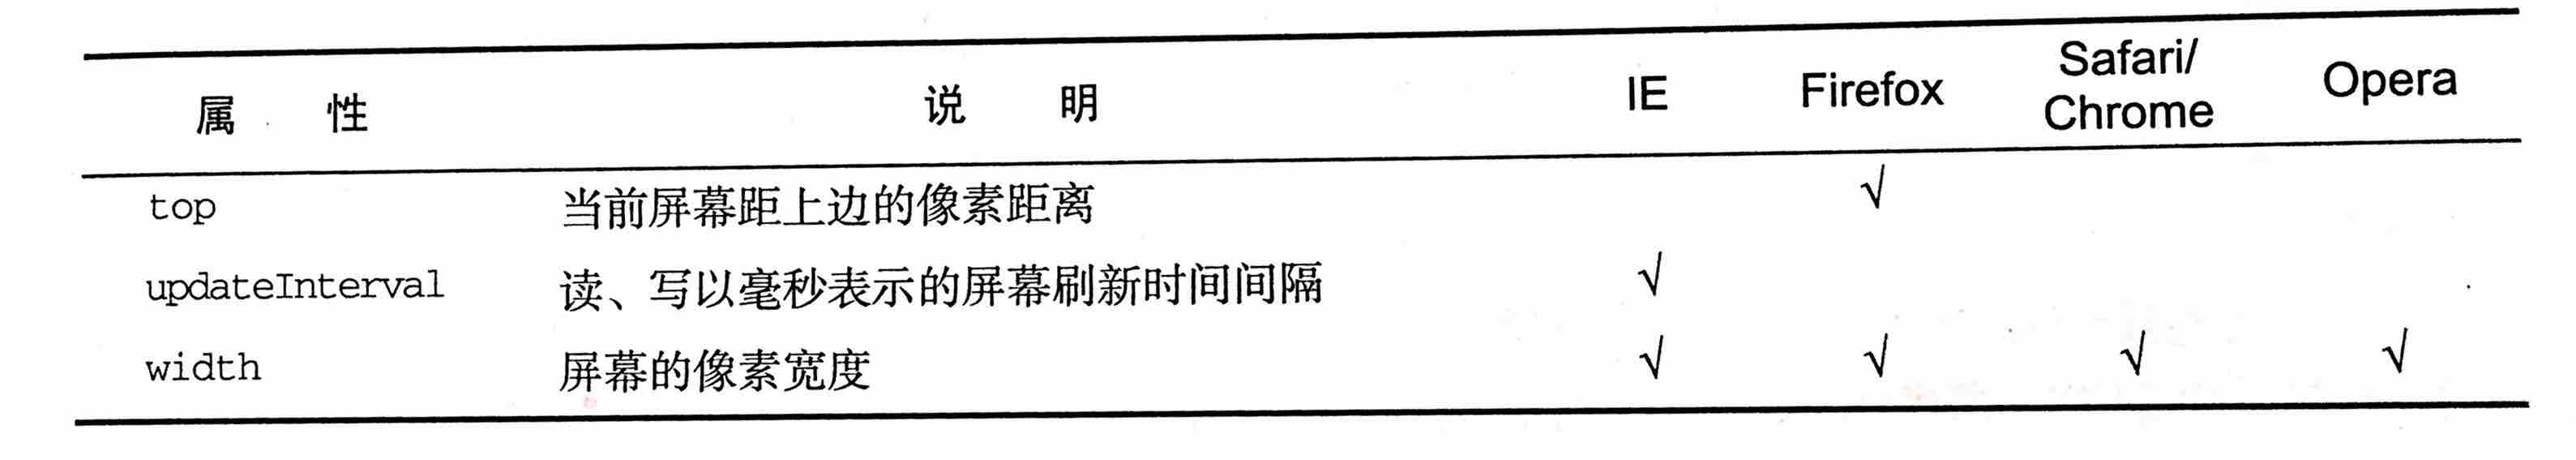 属 性 说 明 IE Firefox Safari/ Chrome Opera
top 当前屏幕距上边的像素距离 √
updateInterval 读、写以毫秒表示的屏幕刷新时间间隔 √
width 屏幕的像素宽度 √ √ √ √